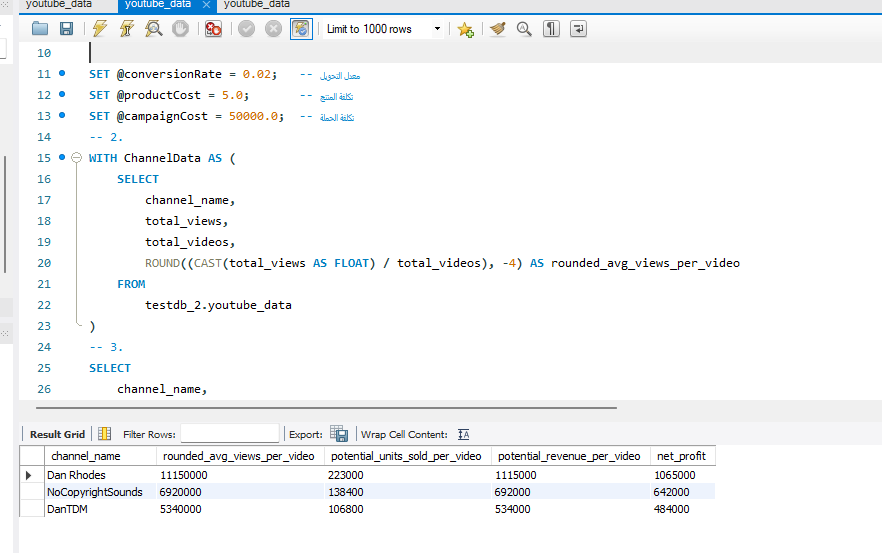 youtube_data youtube_data youtube_data
Limit to 1000 rows
10
11 SET @conversionRate = 0.02; -- معدل التحويل
12 SET @productCost = 5.0; -- تكلفة المنتج
13 SET @campaignCost = 50000.0; -- تكلفة الحملة
14 -- 2.
15 WITH ChannelData AS (
16 SELECT
17 channel_name,
18 total_views,
19 total_videos,
20 ROUND((CAST(total_views AS FLOAT) / total_videos), -4) AS rounded_avg_views_per_video
21 FROM
22 testdb_2.youtube_data
23 )
24 -- 3.
25 SELECT
26 channel_name,
Result Grid Filter Rows: Export: Wrap Cell Content:
channel_name rounded_avg_views_per_video potential_units_sold_per_video potential_revenue_per_video net_profit
Dan Rhodes 11150000 223000 1115000 1065000
NoCopyrightSounds 6920000 138400 692000 642000
DanTDM 5340000 106800 534000 484000